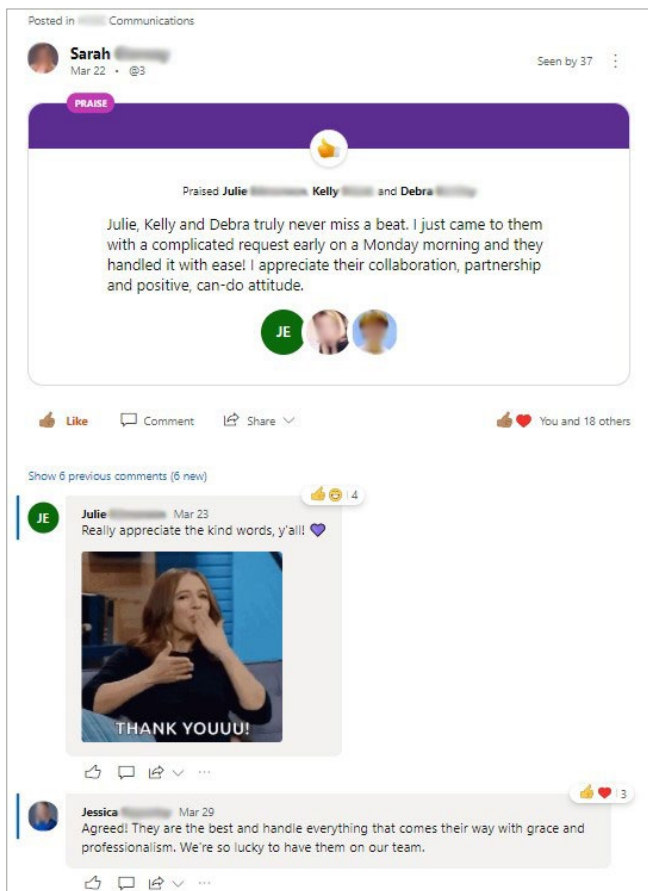 Posted in Communications
Sarah
Mar 22 • @3
Seen by 37
PRAISE
Praised Julie , Kelly and Debra
Julie, Kelly and Debra truly never miss a beat. I just came to them
with a complicated request early on a Monday morning and they
handled it with ease! I appreciate their collaboration, partnership
and positive, can-do attitude.
JE
Like
Comment
Share
You and 18 others
Show 6 previous comments (6 new)
4
JE
Julie Mar 23
Really appreciate the kind words, y'all!
THANK YOUUU!
3
Jessica Mar 29
Agreed! They are the best and handle everything that comes their way with grace and
professionalism. We're so lucky to have them on our team.